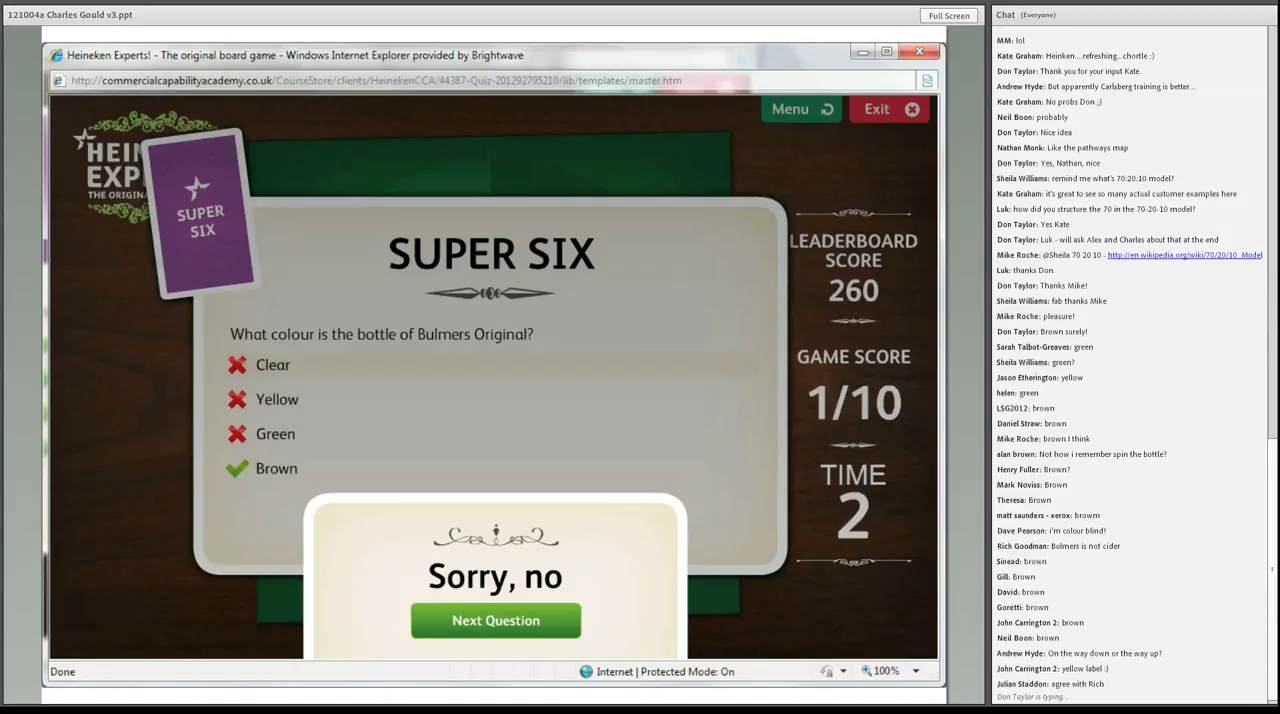 121004a Charles Gould v3.ppt
Full Screen
Heineken Experts! - The original board game - Windows Internet Explorer provided by Brightwave
http://commercialcapabilityacademy.co.uk/CourseStore/clients/HeinekenCCA/44387-Quiz-201292795210/lib/templates/master.htm
Menu
Exit
HEIN
EXP
THE ORIGINA
SUPER
SIX
SUPER SIX
What colour is the bottle of Bulmers Original?
Clear
Yellow
Green
Brown
Sorry, no
Next Question
LEADERBOARD
SCORE
260
GAME SCORE
1/10
TIME
2
Done
Internet | Protected Mode: On
100%
Chat (Everyone)
MM: lol
Kate Graham: Heinken....refreshing...chortle :)
Don Taylor: Thank you for your input Kate.
Andrew Hyde: But apparently Carlsberg training is better...
Kate Graham: No probs Don ;)
Neil Boon: probably
Don Taylor: Nice idea
Nathan Monk: Like the pathways map
Don Taylor: Yes, Nathan, nice
Sheila Williams: remind me what's 70:20:10 model?
Kate Graham: it's great to see so many actual customer examples here
Luk: how did you structure the 70 in the 70-20-10 model?
Don Taylor: Yes Kate
Don Taylor: Luk - will ask Alex and Charles about that at the end
Mike Roche: @Sheila 70 20 10 - http://en.wikipedia.org/wiki/70/20/10_Model
Luk: thanks Don
Don Taylor: Thanks Mike!
Sheila Williams: fab thanks Mike
Mike Roche: pleasure!
Don Taylor: Brown surely!
Sarah Talbot-Greaves: green
Sheila Williams: green?
Jason Etherington: yellow
helen: green
LSG2012: brown
Daniel Straw: brown
Mike Roche: brown I think
alan brown: Not how i remember spin the bottle?
Henry Fuller: Brown?
Mark Noviss: Brown
Theresa: Brown
matt saunders - xerox: browm
Dave Pearson: i'm colour blind!
Rich Goodman: Bulmers is not cider
Sinead: brown
Gill: Brown
David: brown
Goretti: brown
John Carrington 2: brown
Neil Boon: brown
Andrew Hyde: On the way down or the way up?
John Carrington 2: yellow label :)
Julian Staddon: agree with Rich
Don Taylor is typing...